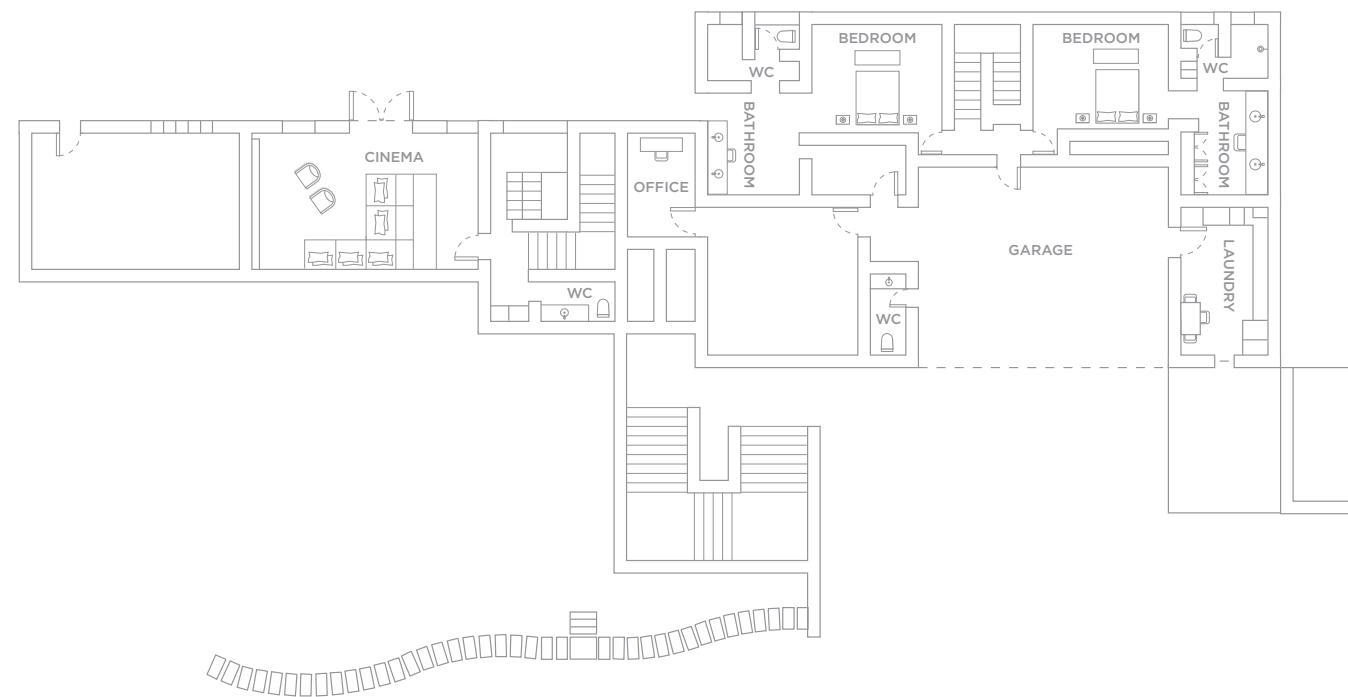 BEDROOM
BEDROOM
WC
WC
BATHROOM
BATHROOM
CINEMA
OFFICE
GARAGE
LAUNDRY
WC
WC